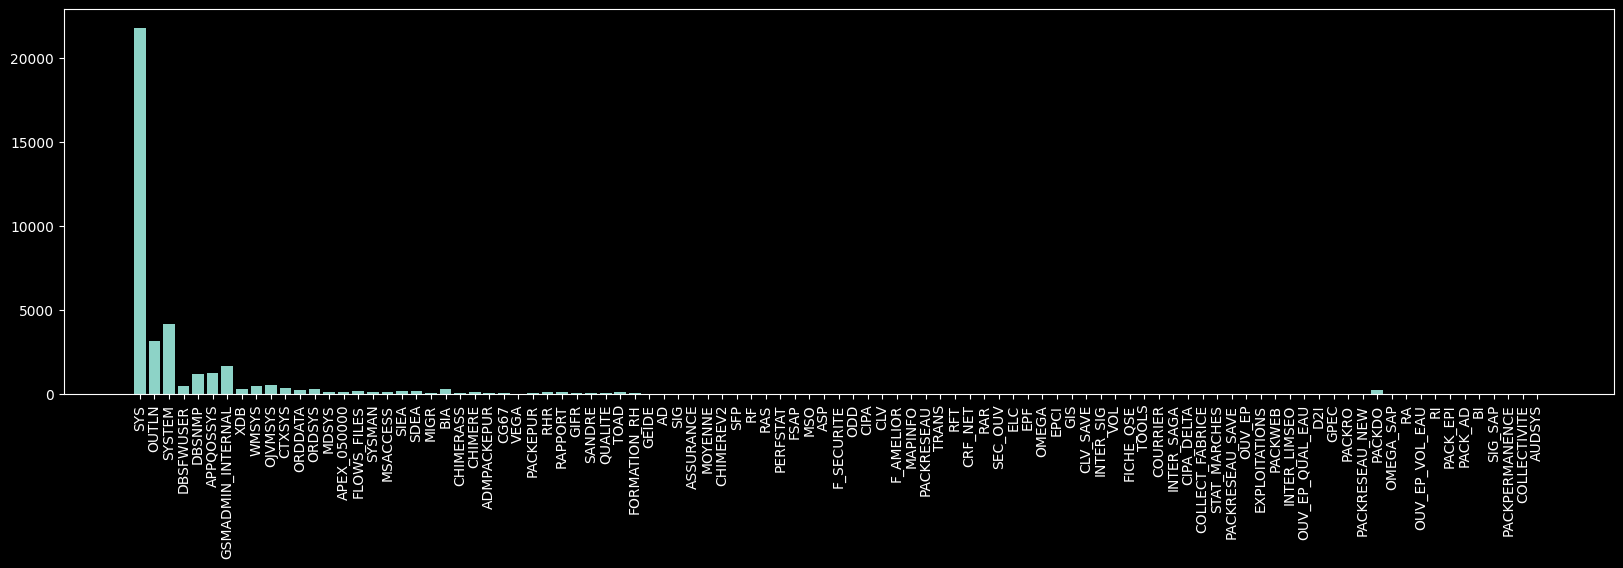 20000
15000
10000
5000
0
SYS
OUTLN
SYSTEM
DBSFWUSER
DBSNMP
APPQOSSYS
GSMADMIN_INTERNAL
XDB
WMSYS
OJVMSYS
CTXSYS
ORDDATA
ORDSYS
MDSYS
APEX_050000
FLOWS_FILES
SYSMAN
MSACCESS
SIEA
SDEA
MIGR
BIA
CHIMERASS
CHIMERE
ADMPACKEPUR
CG67
VEGA
PACKEPUR
RHR
RAPPORT
GIFR
SANDRE
QUALITE
TOAD
FORMATION_RH
GEIDE
AD
SIG
ASSURANCE
MOYENNE
CHIMEREV2
SFP
RF
RAS
PERFSTAT
FSAP
MSO
ASP
F_SECURITE
ODD
CIPA
CLV
F_AMELIOR
MAPINFO
PACKRESEAU
TRANS
RFT
CRF_NET
RAR
SEC_OUV
ELC
EPF
OMEGA
EPCI
GIS
CLV_SAVE
INTER_SIG
VOL
FICHE_QSE
TOOLS
COURRIER
INTER_SAGA
CIPA_DELTA
COLLECT_FABRICE
STAT_MARCHES
PACKRESEAU_SAVE
OUV_EP
EXPLOITATIONS
PACKWEB
INTER_LIMSEO
OUV_EP_QUAL_EAU
D2I
GPEC
PACKRO
PACKRESEAU_NEW
PACKDO
OMEGA_SAP
RA
OUV_EP_VOL_EAU
RI
PACK_EPI
PACK_AD
BI
SIG_SAP
PACKPERMANENCE
COLLECTIVITE
AUDSYS